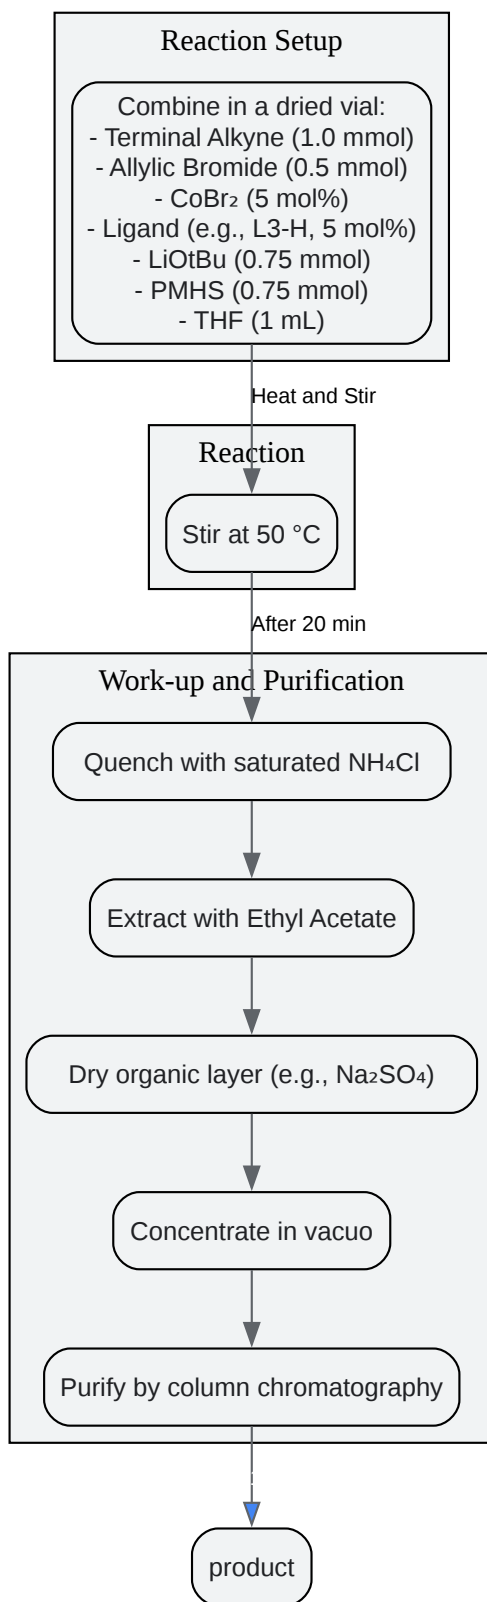 Reaction Setup
Combine in a dried vial:
- Terminal Alkyne (1.0 mmol)
- Allylic Bromide (0.5 mmol)
- CoBr₂ (5 mol%)
- Ligand (e.g., L3-H, 5 mol%)
- LiOtBu (0.75 mmol)
- PMHS (0.75 mmol)
- THF (1 mL)
Heat and Stir
Reaction
Stir at 50 °C
After 20 min
Work-up and Purification
Quench with saturated NH₄Cl
Extract with Ethyl Acetate
Dry organic layer (e.g., Na₂SO₄)
Concentrate in vacuo
Purify by column chromatography
product